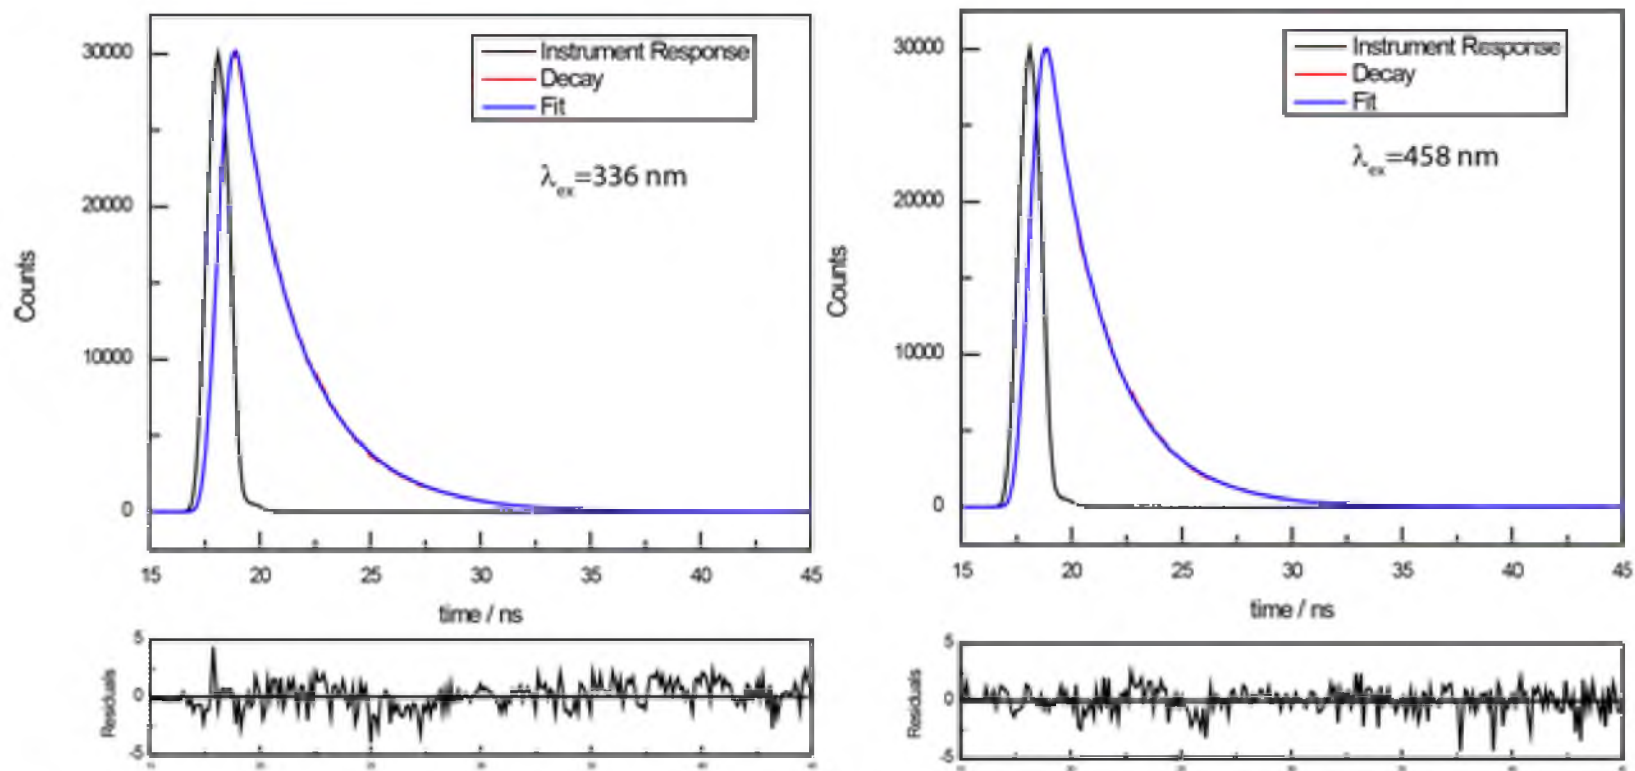 30000
20000
10000
0
Counts
Instrument Response
Decay
Fit
λex=336 nm
15 20 25 30 35 40 45
time / ns
5
0
-5
Residuals
30000
20000
10000
0
Counts
Instrument Response
Decay
Fit
λex=458 nm
15 20 25 30 35 40 45
time / ns
5
0
-5
Residuals